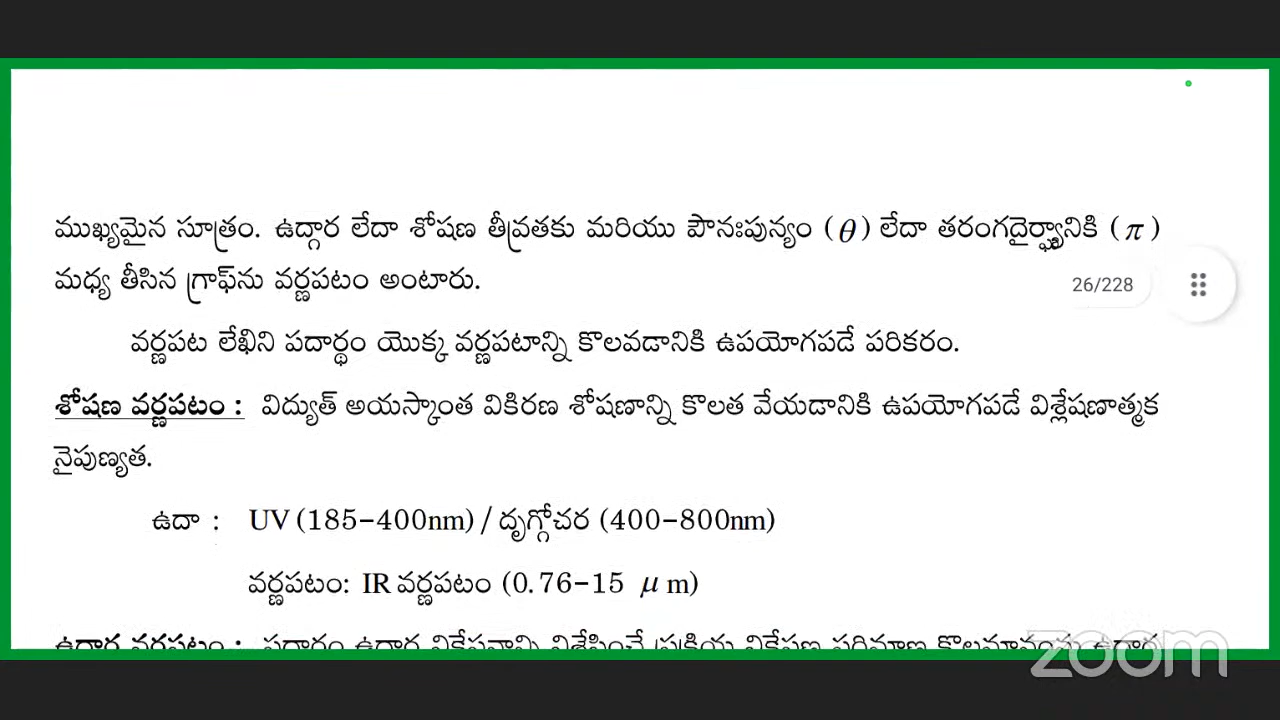 ముఖ్యమైన సూత్రం. ఉద్గార లేదా శోషణ తీవ్రతకు మరియు పౌనఃపున్యం (θ) లేదా తరంగదైర్ఘ్యానికి (π)
మధ్య తీసిన గ్రాఫ్‌ను వర్ణపటం అంటారు.
26/228
వర్ణపట లేఖిని పదార్థం యొక్క వర్ణపటాన్ని కొలవడానికి ఉపయోగపడే పరికరం.
శోషణ వర్ణపటం : విద్యుత్ అయస్కాంత వికిరణ శోషణాన్ని కొలత వేయడానికి ఉపయోగపడే విశ్లేషణాత్మక
నైపుణ్యత.
ఉదా : UV (185-400nm) / దృగ్గోచర (400-800nm)
వర్ణపటం: IR వర్ణపటం (0.76-15 μm)
zoom